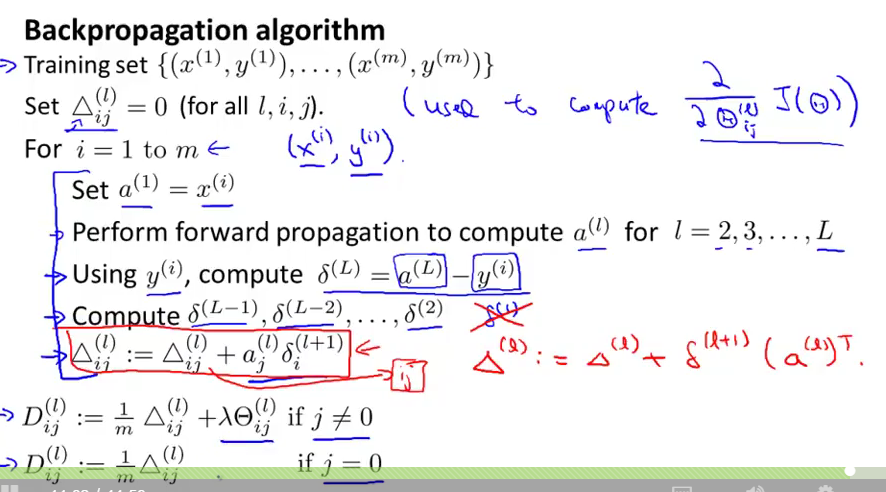 Backpropagation algorithm
→ Training set {(x^(1), y^(1)), . . . , (x^(m), y^(m))}
Set △_ij^(l) = 0 (for all l, i, j). (used to compute ∂/∂Θ_ij^(l) J(Θ))
For i = 1 to m ← (x^(i), y^(i)).
Set a^(1) = x^(i)
→ Perform forward propagation to compute a^(l) for l = 2, 3, . . . , L
→ Using y^(i), compute δ^(L) = a^(L) − y^(i)
→ Compute δ^(L−1), δ^(L−2), . . . , δ^(2) δ^(1)
→ △_ij^(l) := △_ij^(l) + a_j^(l) δ_i^(l+1) ← Δ^(l) := Δ^(l) + δ^(l+1) (a^(l))^T.
ij
→ D_ij^(l) := 1/m △_ij^(l) + λΘ_ij^(l) if j ≠ 0
→ D_ij^(l) := 1/m △_ij^(l) if j = 0